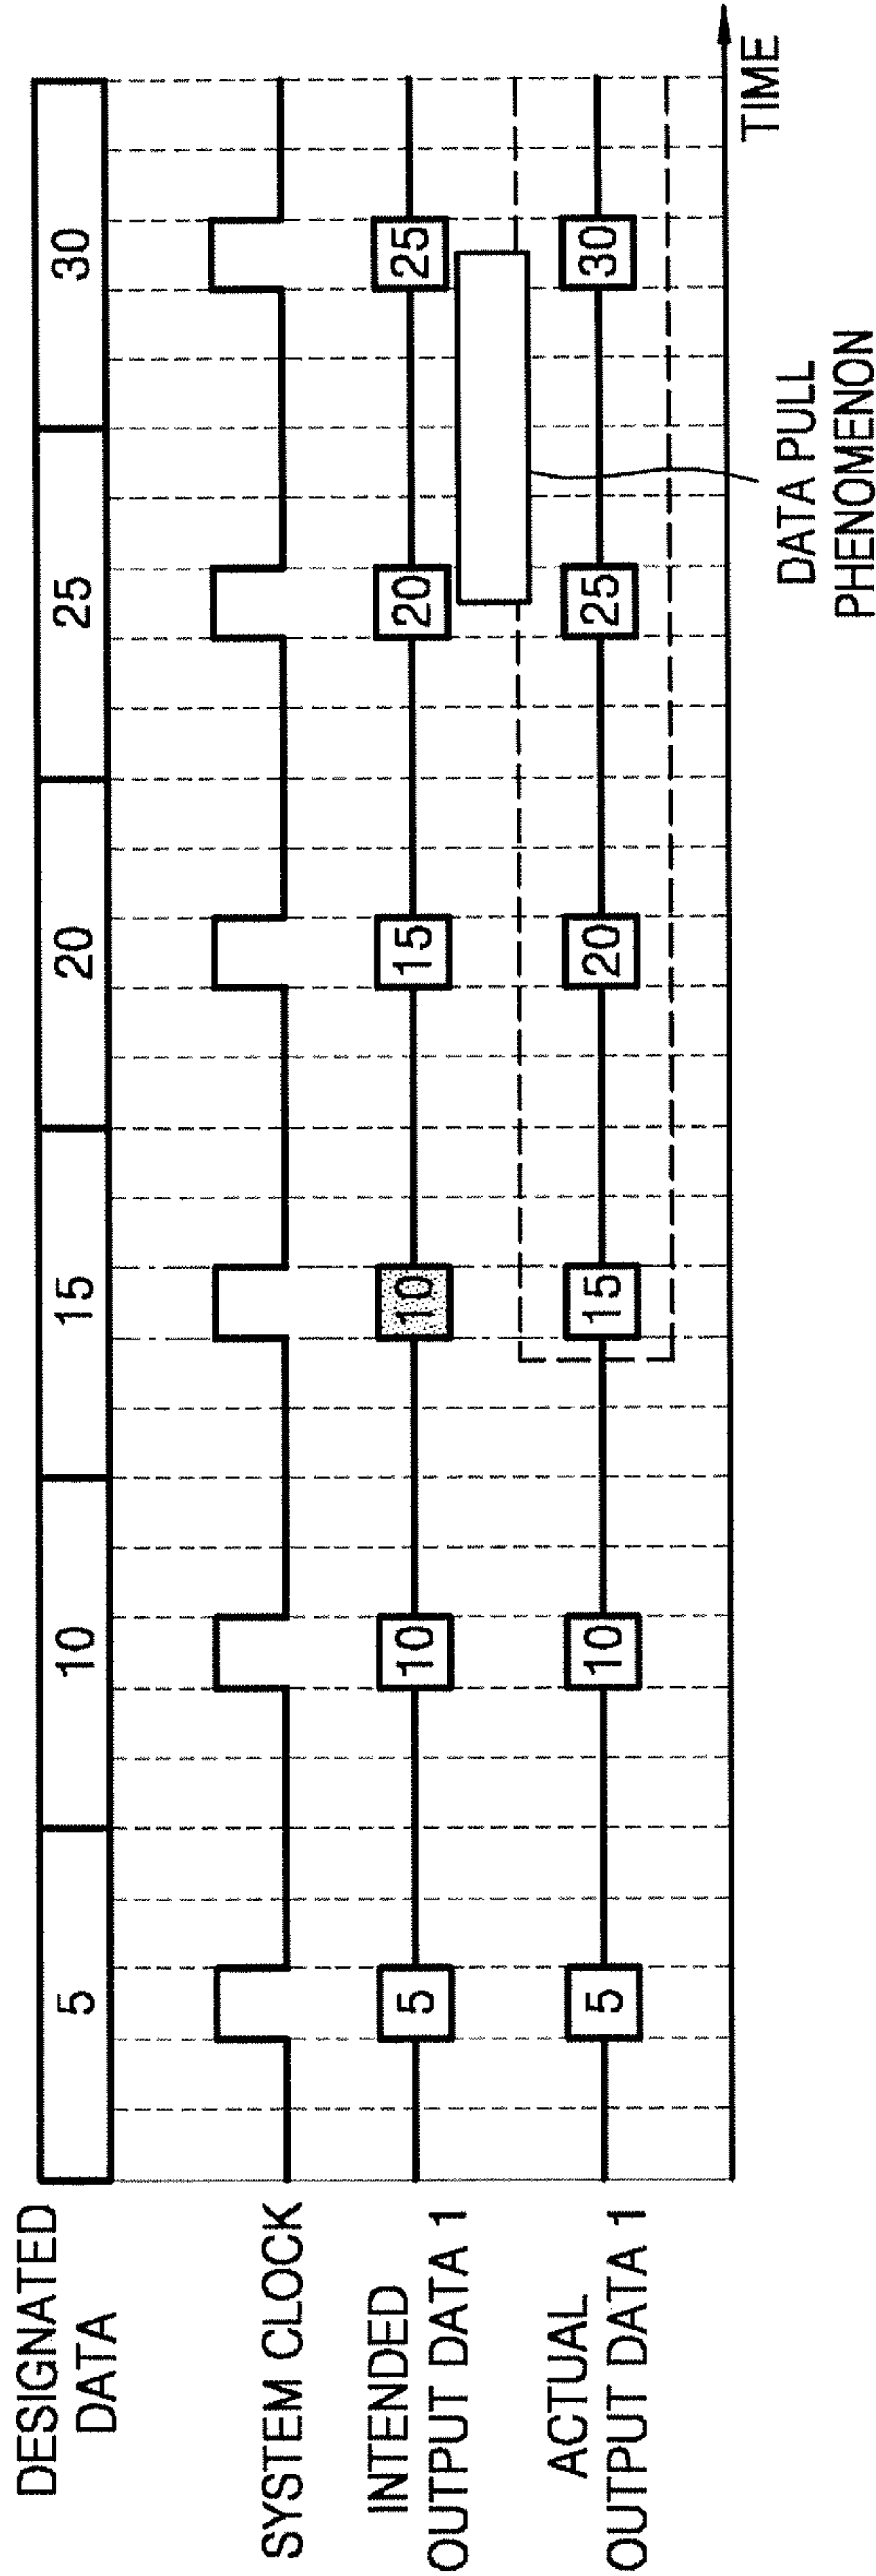 DESIGNATED
DATA
5 10 15 20 25 30
SYSTEM CLOCK
INTENDED
OUTPUT DATA 1
5 10 10 15 20 25
ACTUAL
OUTPUT DATA 1
5 10 15 20 25 30
TIME
DATA PULL
PHENOMENON